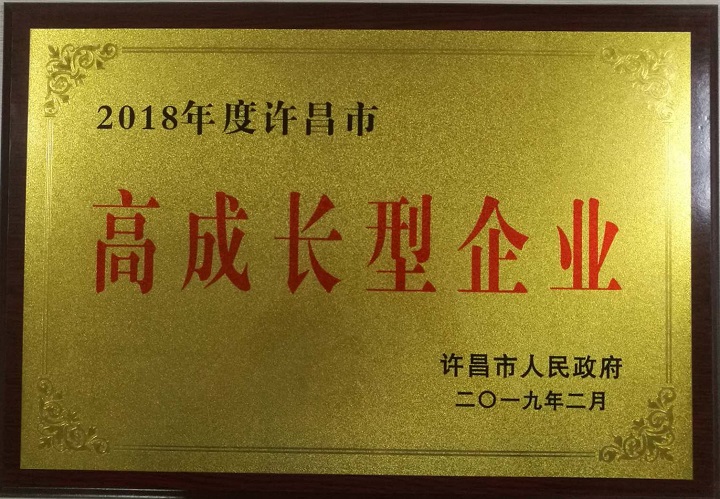 2018年度许昌市
高成长型企业
许昌市人民政府
二〇一九年二月